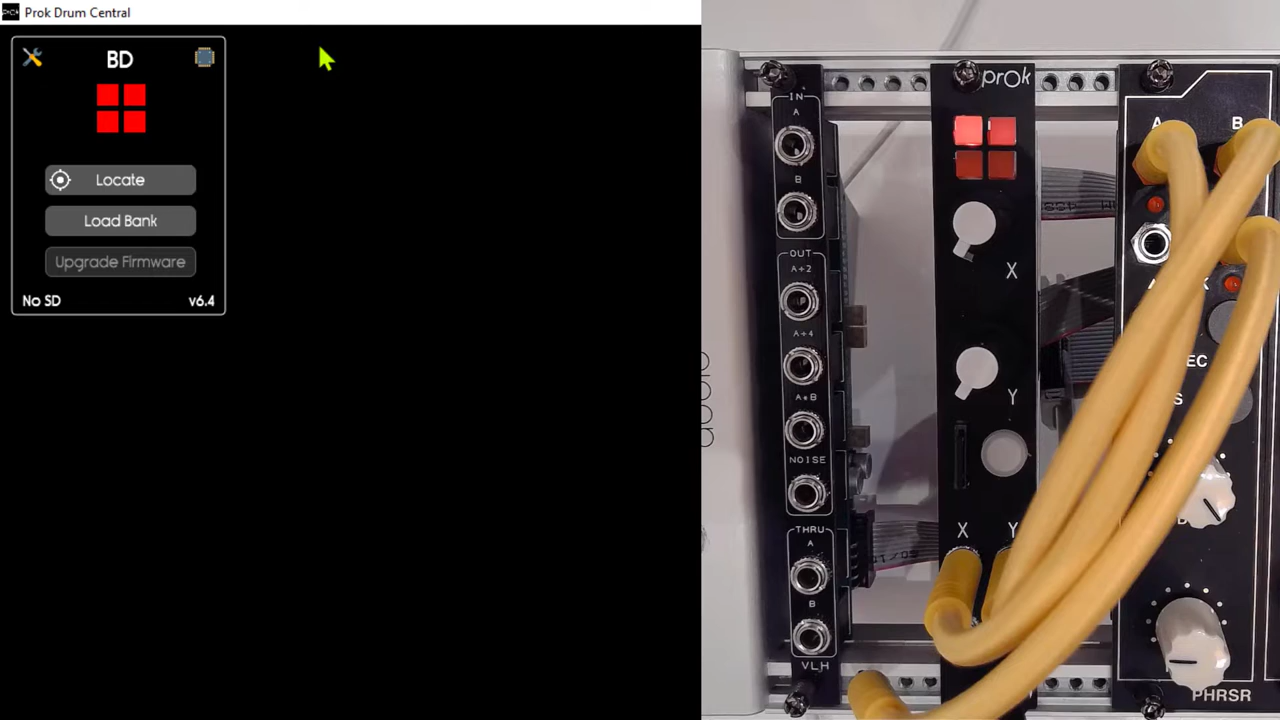 Prok Drum Central
BD
Locate
Load Bank
Upgrade Firmware
No SD
v6.4
IN
A
B
OUT
A÷2
A÷4
A*B
NOISE
THRU
A
B
VLH
prok
X
Y
X
Y
A
B
PHRSR